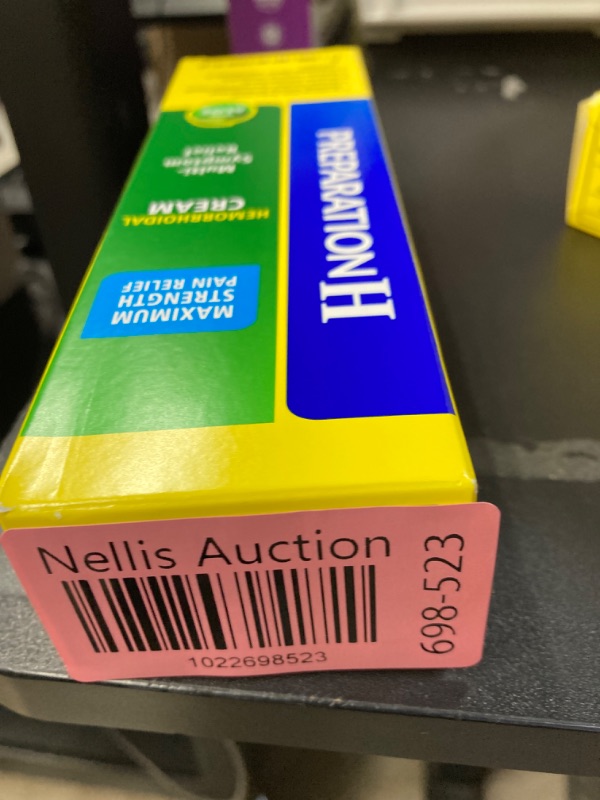 PREPARATION H
MAXIMUM
STRENGTH
PAIN RELIEF
HEMORRHOIDAL
CREAM
Multi-
Symptom
Relief
Nellis Auction
1022698523
698-523